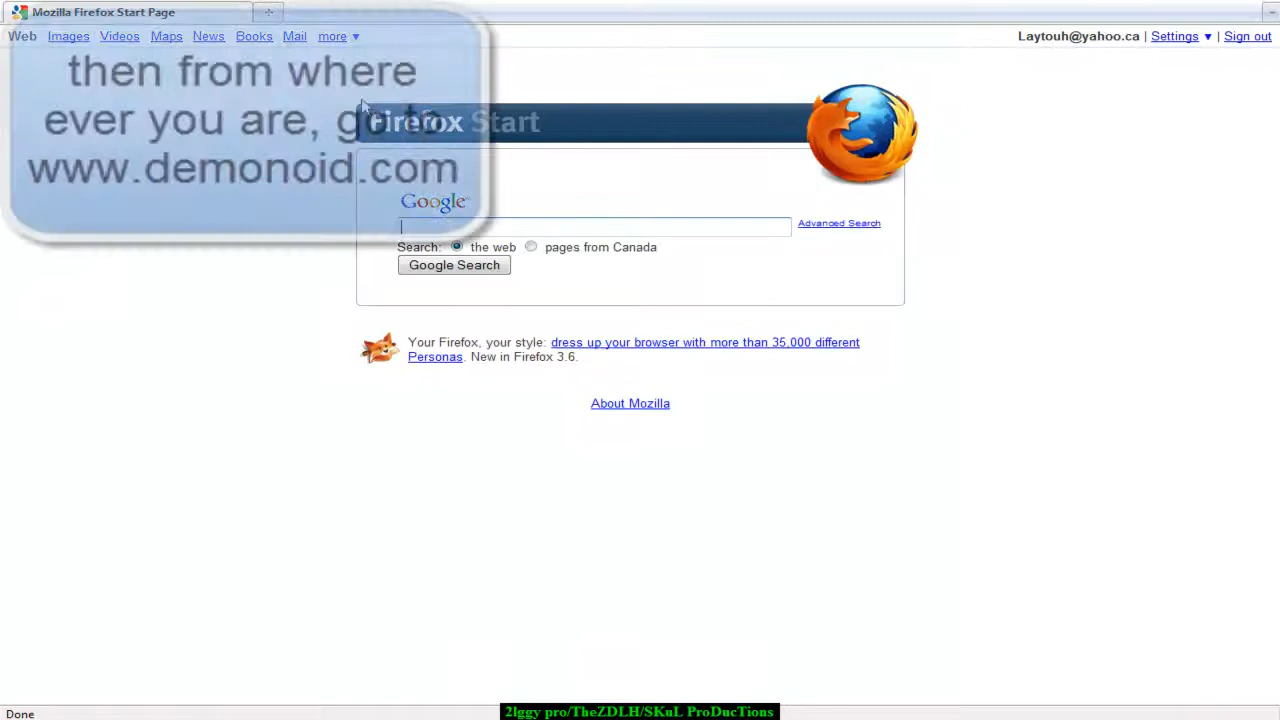 Mozilla Firefox Start Page
Web Images Videos Maps News Books Mail more ▼
Laytouh@yahoo.ca | Settings ▼ | Sign out
then from where
ever you are, go to
www.demonoid.com
Firefox Start
Google™
Advanced Search
Search: the web pages from Canada
Google Search
Your Firefox, your style: dress up your browser with more than 35,000 different
Personas. New in Firefox 3.6.
About Mozilla
Done
2Iggy pro/TheZDLH/SKuL ProDucTions